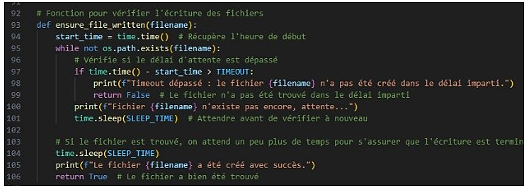 92 # Fonction pour vérifier l'écriture des fichiers
93 def ensure_file_written(filename):
94 start_time = time.time()  # Récupère l'heure de début
95 while not os.path.exists(filename):
96 # Vérifie si le délai d'attente est dépassé
97 if time.time() - start_time > TIMEOUT:
98 print(f"Timeout dépassé : le fichier {filename} n'a pas été créé dans le délai imparti.")
99 return False  # Le fichier n'a pas été trouvé dans le délai imparti
100 print(f"Fichier {filename} n'existe pas encore, attente...")
101 time.sleep(SLEEP_TIME)  # Attendre avant de vérifier à nouveau
102
103 # Si le fichier est trouvé, on attend un peu plus de temps pour s'assurer que l'écriture est termin
104 time.sleep(SLEEP_TIME)
105 print(f"Le fichier {filename} a été créé avec succès.")
106 return True  # Le fichier a bien été trouvé